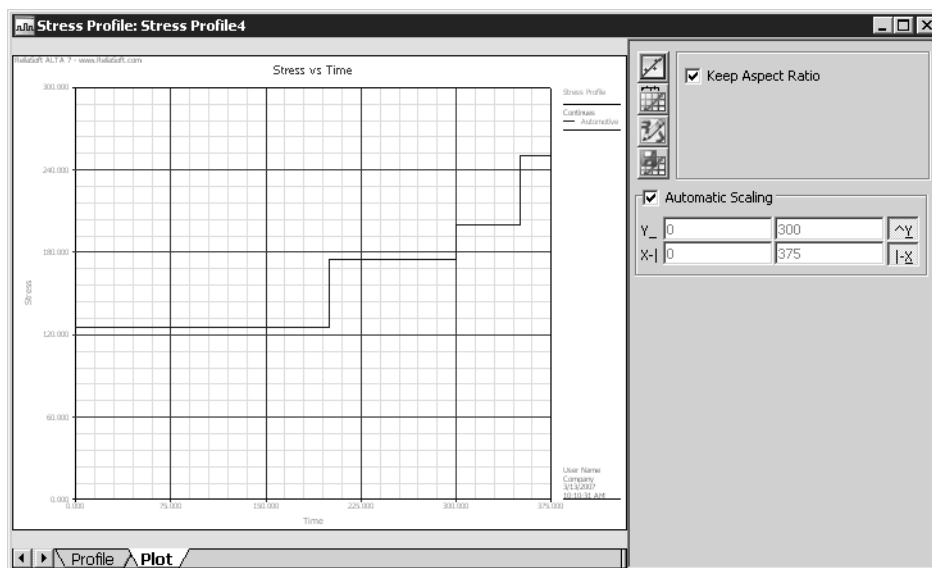 Stress Profile: Stress Profile4
ReliaSoft ALTA 7 - www.ReliaSoft.com
Stress vs Time
300.000
240.000
180.000
120.000
60.000
0.000
Stress
0.000 75.000 150.000 225.000 300.000 375.000
Time
Stress Profile
Continues
Automotive
User Name
Company
3/13/2007
10:10:31 AM
Profile Plot
Keep Aspect Ratio
Automatic Scaling
Y_ 0 300 ^Y
X-| 0 375 |-X